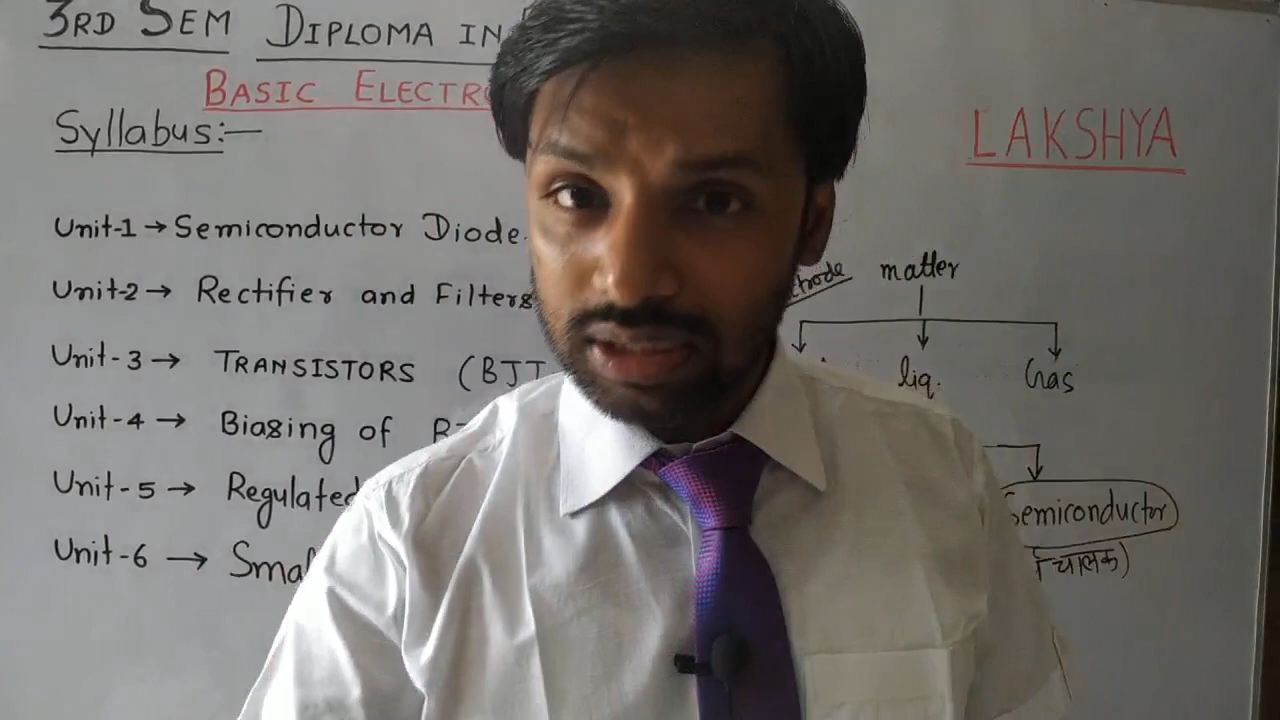 3RD SEM DIPLOMA IN
BASIC ELECTR
LAKSHYA
Syllabus:-
Unit-1 → Semiconductor Diode
Unit-2 → Rectifier and Filters
Unit-3 → TRANSISTORS (BJT
Unit-4 → Biasing of
Unit-5 → Regulated
Unit-6 →
matter
liq. Gas
Semiconductor